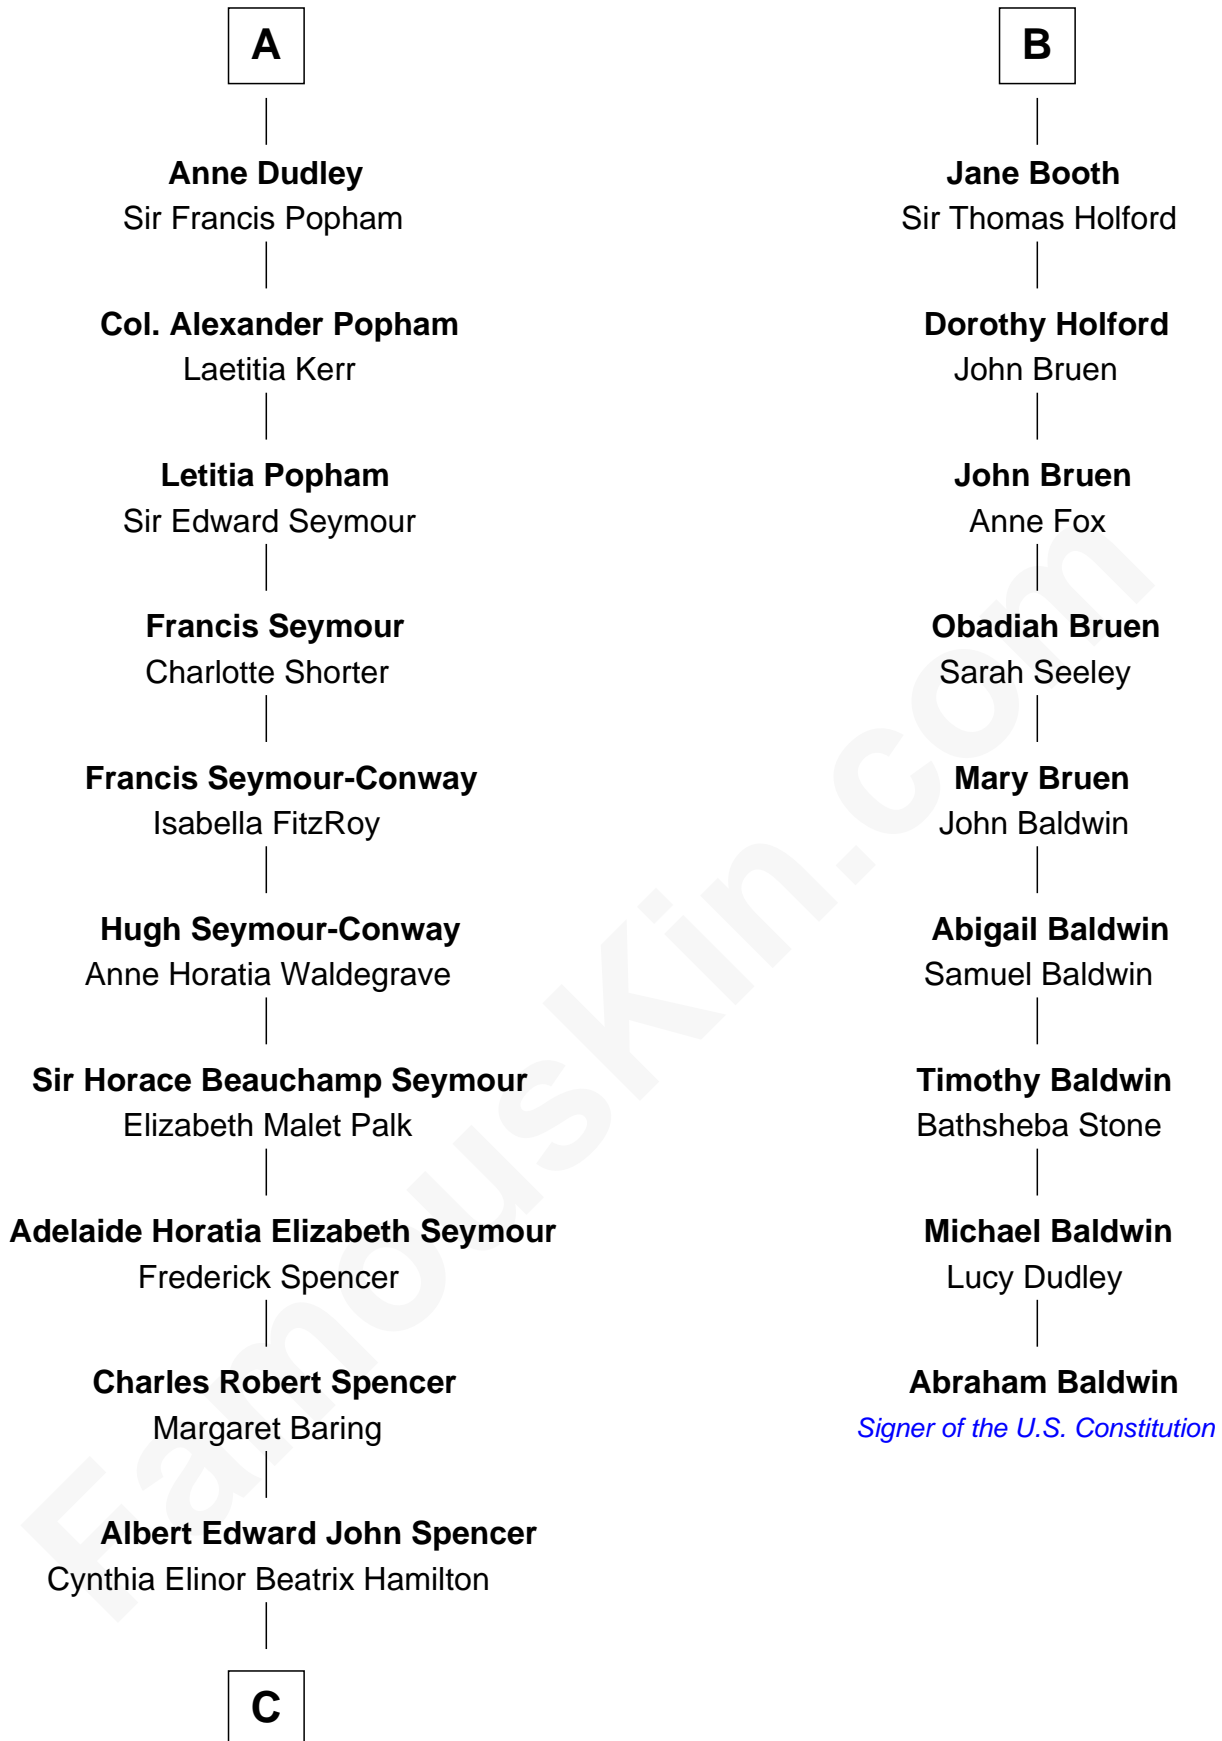 A
Anne Dudley
Sir Francis Popham
Col. Alexander Popham
Laetitia Kerr
Letitia Popham
Sir Edward Seymour
Francis Seymour
Charlotte Shorter
Francis Seymour-Conway
Isabella FitzRoy
Hugh Seymour-Conway
Anne Horatia Waldegrave
Sir Horace Beauchamp Seymour
Elizabeth Malet Palk
Adelaide Horatia Elizabeth Seymour
Frederick Spencer
Charles Robert Spencer
Margaret Baring
Albert Edward John Spencer
Cynthia Elinor Beatrix Hamilton
C
B
Jane Booth
Sir Thomas Holford
Dorothy Holford
John Bruen
John Bruen
Anne Fox
Obadiah Bruen
Sarah Seeley
Mary Bruen
John Baldwin
Abigail Baldwin
Samuel Baldwin
Timothy Baldwin
Bathsheba Stone
Michael Baldwin
Lucy Dudley
Abraham Baldwin
Signer of the U.S. Constitution
FamousKin.com